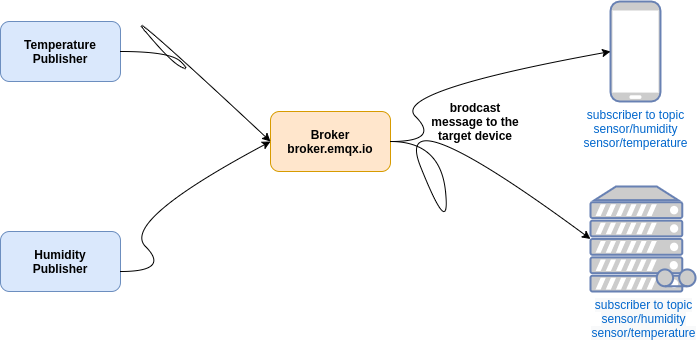 Temperature
Publisher
Broker
broker.emqx.io
brodcast
message to the
target device
subscriber to topic
sensor/humidity
sensor/temperature
Humidity
Publisher
subscriber to topic
sensor/humidity
sensor/temperature